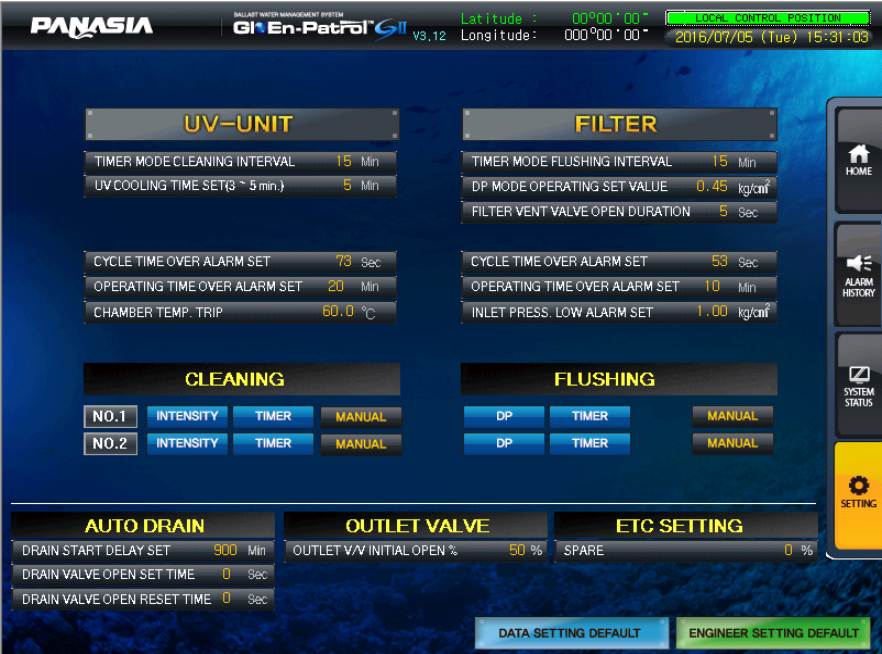 PANASIA
BALLAST WATER MANAGEMENT SYSTEM
GloEn-Patrol™ GII V3,12
Latitude : 00°00'00"
Longitude: 000°00'00"
LOCAL CONTROL POSITION
2016/07/05 (Tue) 15:31:03
UV-UNIT
TIMER MODE CLEANING INTERVAL 15 Min
UV COOLING TIME SET(3 ~ 5 min.) 5 Min
CYCLE TIME OVER ALARM SET 73 Sec
OPERATING TIME OVER ALARM SET 20 Min
CHAMBER TEMP. TRIP 60.0 ℃
FILTER
TIMER MODE FLUSHING INTERVAL 15 Min
DP MODE OPERATING SET VALUE 0.45 kg/cm²
FILTER VENT VALVE OPEN DURATION 5 Sec
CYCLE TIME OVER ALARM SET 53 Sec
OPERATING TIME OVER ALARM SET 10 Min
INLET PRESS. LOW ALARM SET 1.00 kg/cm²
CLEANING
NO.1 INTENSITY TIMER MANUAL
NO.2 INTENSITY TIMER MANUAL
FLUSHING
DP TIMER MANUAL
DP TIMER MANUAL
AUTO DRAIN
DRAIN START DELAY SET 900 Min
DRAIN VALVE OPEN SET TIME 0 Sec
DRAIN VALVE OPEN RESET TIME 0 Sec
OUTLET VALVE
OUTLET V/V INITIAL OPEN % 50 %
ETC SETTING
SPARE 0 %
DATA SETTING DEFAULT
ENGINEER SETTING DEFAULT
HOME
ALARM
HISTORY
SYSTEM
STATUS
SETTING